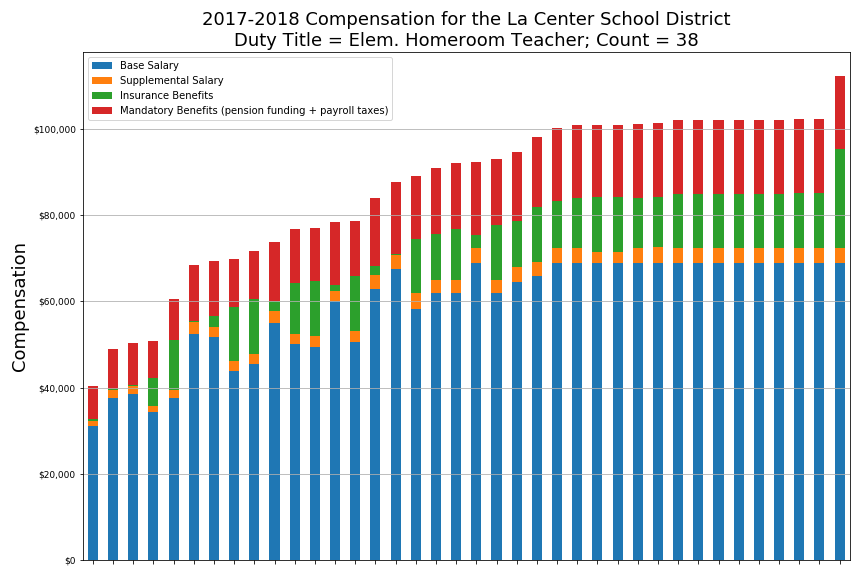 2017-2018 Compensation for the La Center School District
Duty Title = Elem. Homeroom Teacher; Count = 38
Base Salary
Supplemental Salary
Insurance Benefits
Mandatory Benefits (pension funding + payroll taxes)
$100,000
$80,000
$60,000
$40,000
$20,000
$0
Compensation